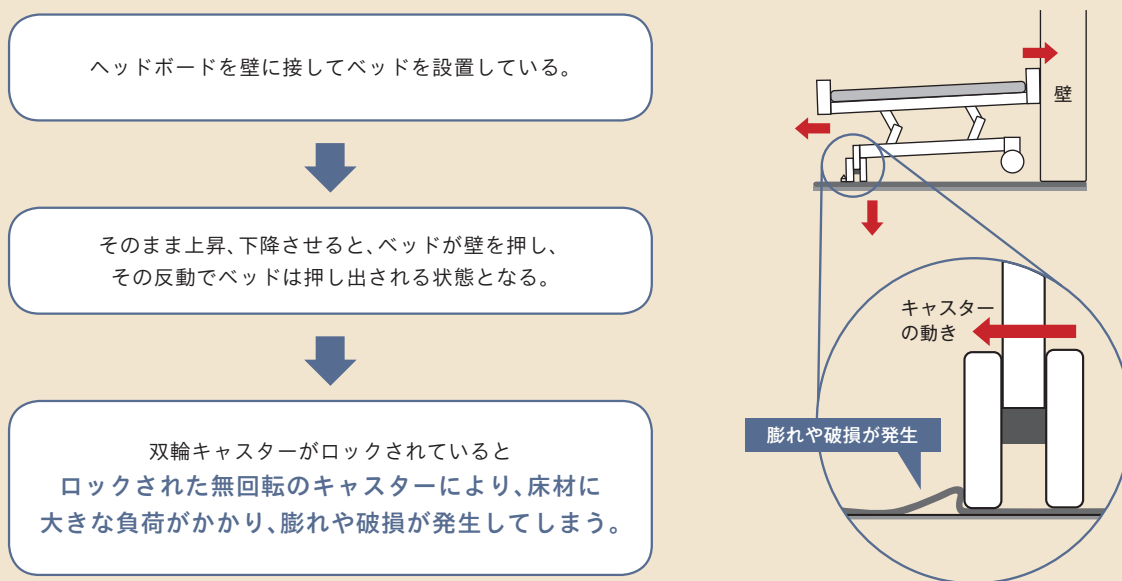 ヘッドボードを壁に接してベッドを設置している。
そのまま上昇、下降させると、ベッドが壁を押し、
その反動でベッドは押し出される状態となる。
双輪キャスターがロックされていると
ロックされた無回転のキャスターにより、床材に
大きな負荷がかかり、膨れや破損が発生してしまう。
壁
キャスター
の動き
膨れや破損が発生